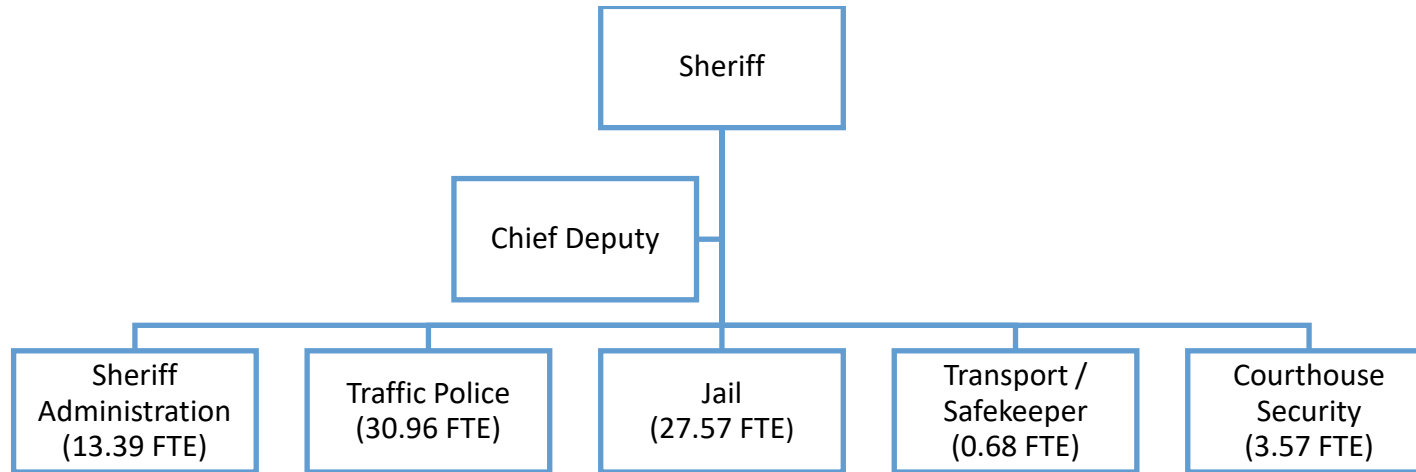 Sheriff
Chief Deputy
Sheriff
Administration
(13.39 FTE)
Traffic Police
(30.96 FTE)
Jail
(27.57 FTE)
Transport /
Safekeeper
(0.68 FTE)
Courthouse
Security
(3.57 FTE)